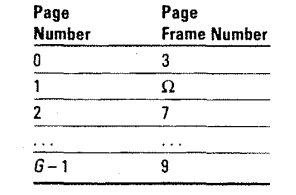 Page Page
Number Frame Number
0 3
1 Ω
2 7
... ...
G – 1 9